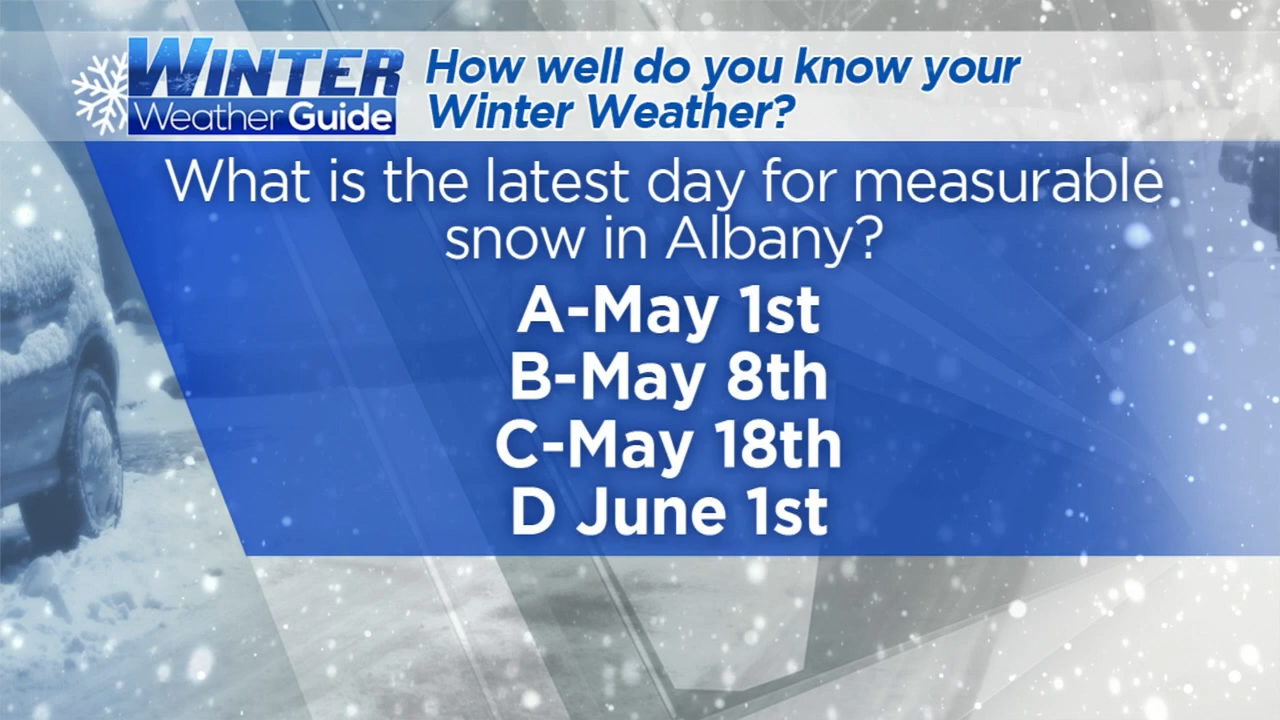 WINTER
Weather Guide
How well do you know your
Winter Weather?
What is the latest day for measurable
snow in Albany?
A-May 1st
B-May 8th
C-May 18th
D June 1st